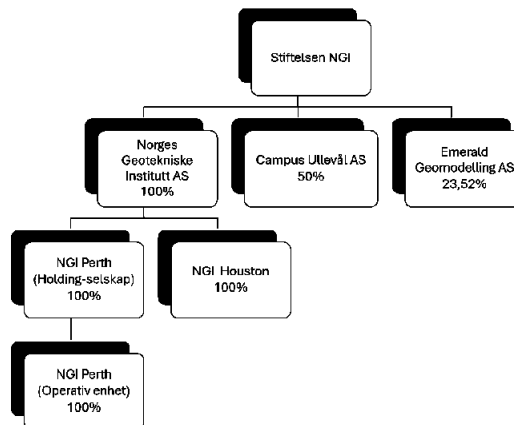 Stiftelsen NGI
Norges
Geotekniske
Institutt AS
100%
Campus Ullevål AS
50%
Emerald
Geomodelling AS
23,52%
NGI Perth
(Holding-selskap)
100%
NGI Houston
100%
NGI Perth
(Operativ enhet)
100%